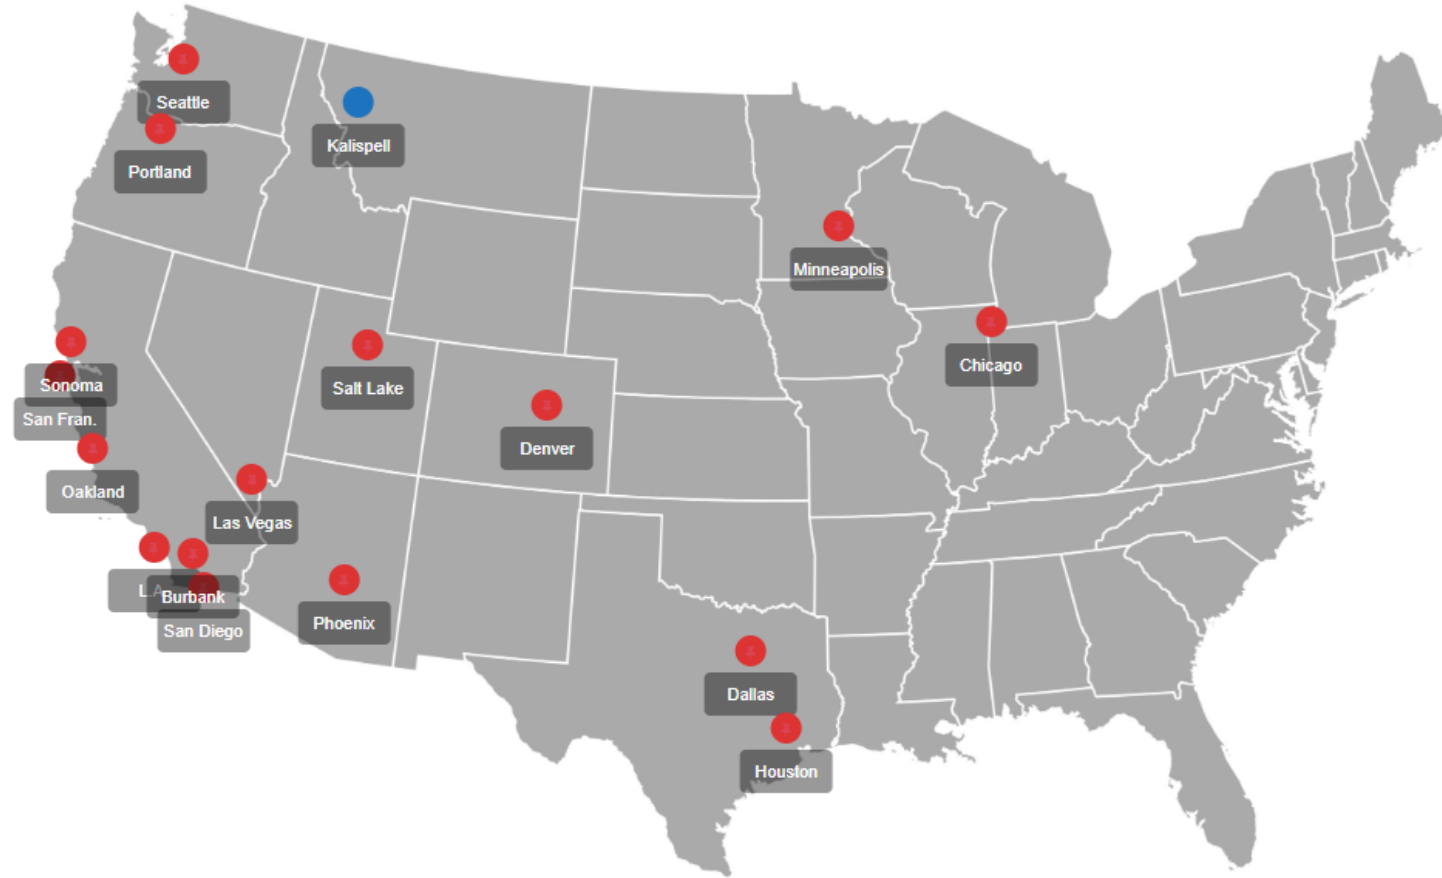 Seattle
Kalispell
Portland
Minneapolis
Chicago
Sonoma
Salt Lake
San Fran.
Denver
Oakland
Las Vegas
L.A.
Burbank
Phoenix
San Diego
Dallas
Houston